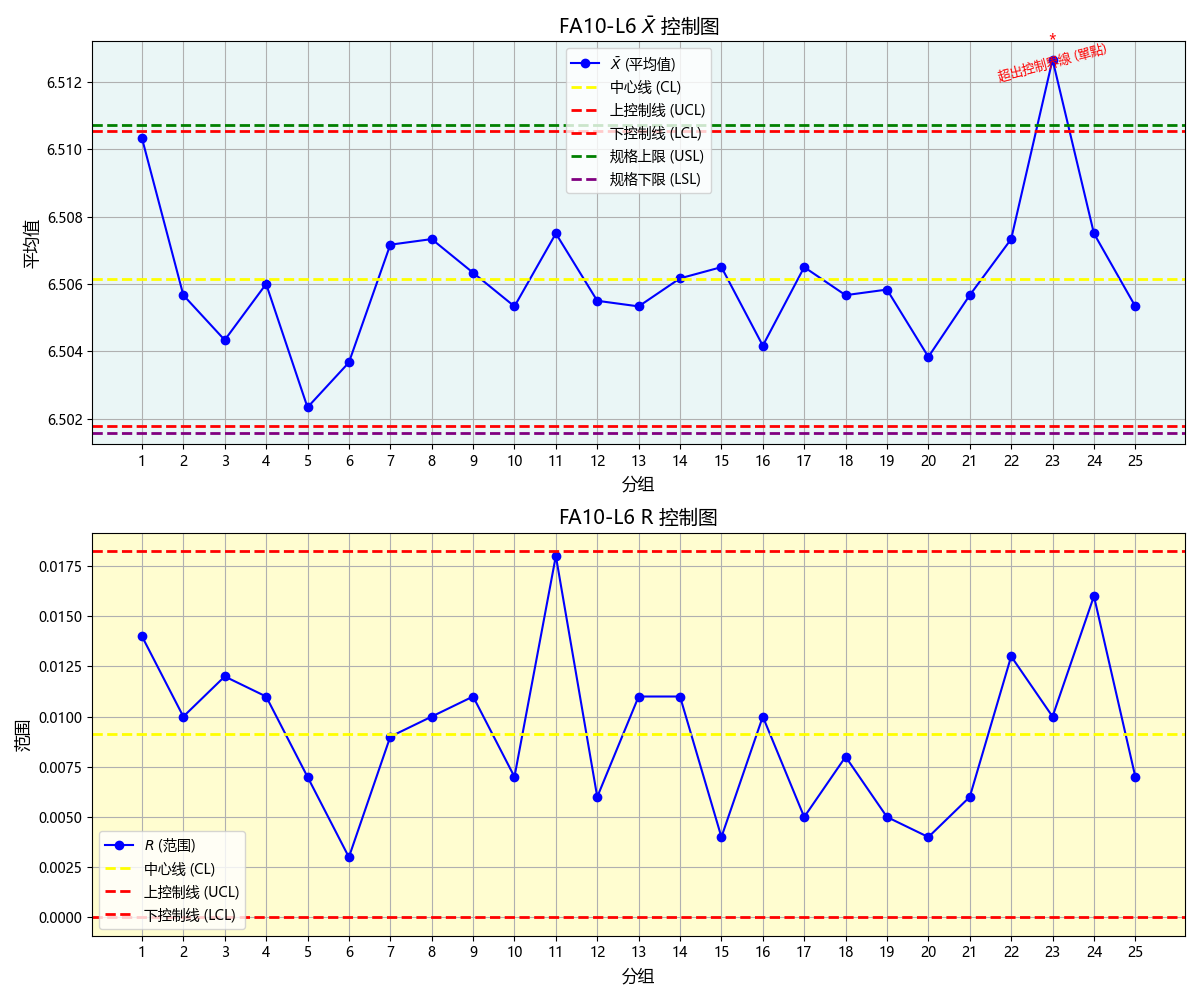 FA10-L6 X̄ 控制图
*
超出控制界線 (單點)
X̄ (平均值)
中心线 (CL)
上控制线 (UCL)
下控制线 (LCL)
规格上限 (USL)
规格下限 (LSL)
平均值
6.512
6.510
6.508
6.506
6.504
6.502
1 2 3 4 5 6 7 8 9 10 11 12 13 14 15 16 17 18 19 20 21 22 23 24 25
分组
FA10-L6 R 控制图
范围
0.0175
0.0150
0.0125
0.0100
0.0075
0.0050
0.0025
0.0000
R (范围)
中心线 (CL)
上控制线 (UCL)
下控制线 (LCL)
1 2 3 4 5 6 7 8 9 10 11 12 13 14 15 16 17 18 19 20 21 22 23 24 25
分组